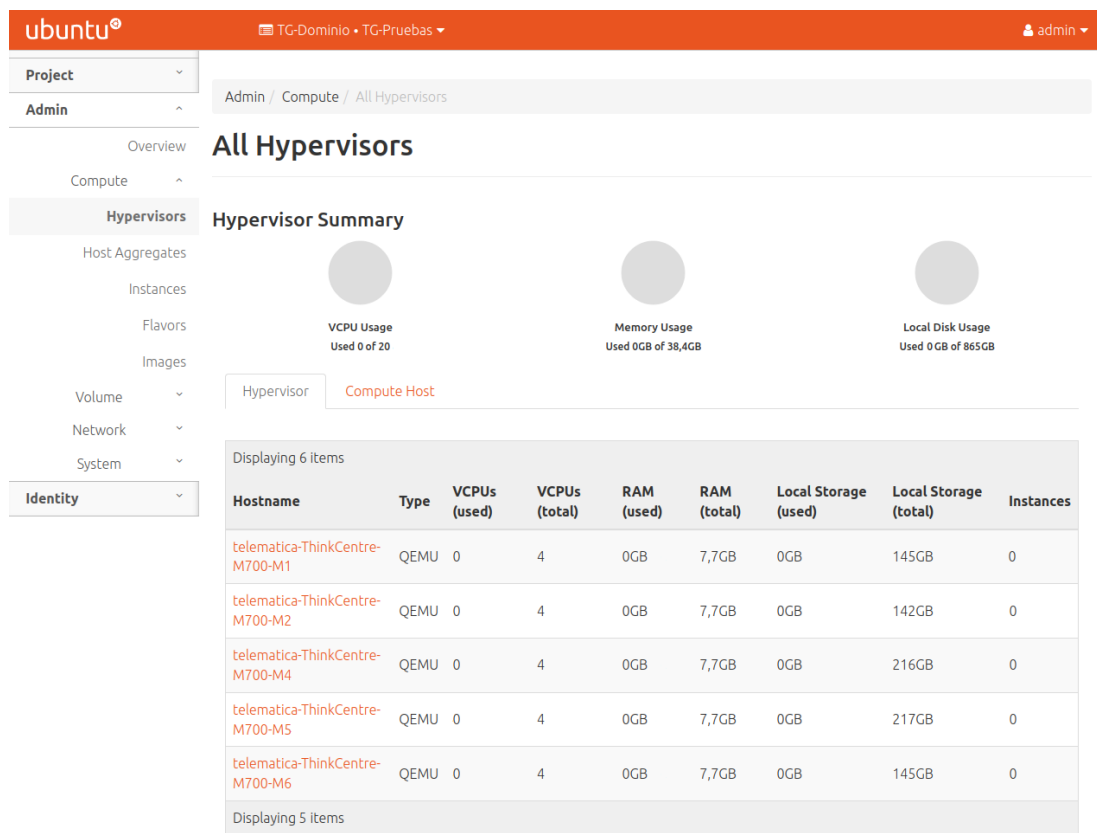 ubuntu
TG-Dominio • TG-Pruebas
admin
Project
Admin
Overview
Compute
Hypervisors
Host Aggregates
Instances
Flavors
Images
Volume
Network
System
Identity
Admin / Compute / All Hypervisors
All Hypervisors
Hypervisor Summary
VCPU Usage
Used 0 of 20
Memory Usage
Used 0GB of 38,4GB
Local Disk Usage
Used 0GB of 865GB
Hypervisor Compute Host
Displaying 6 items
Hostname Type VCPUs (used) VCPUs (total) RAM (used) RAM (total) Local Storage (used) Local Storage (total) Instances
telematica-ThinkCentre-M700-M1 QEMU 0 4 0GB 7,7GB 0GB 145GB 0
telematica-ThinkCentre-M700-M2 QEMU 0 4 0GB 7,7GB 0GB 142GB 0
telematica-ThinkCentre-M700-M4 QEMU 0 4 0GB 7,7GB 0GB 216GB 0
telematica-ThinkCentre-M700-M5 QEMU 0 4 0GB 7,7GB 0GB 217GB 0
telematica-ThinkCentre-M700-M6 QEMU 0 4 0GB 7,7GB 0GB 145GB 0
Displaying 5 items